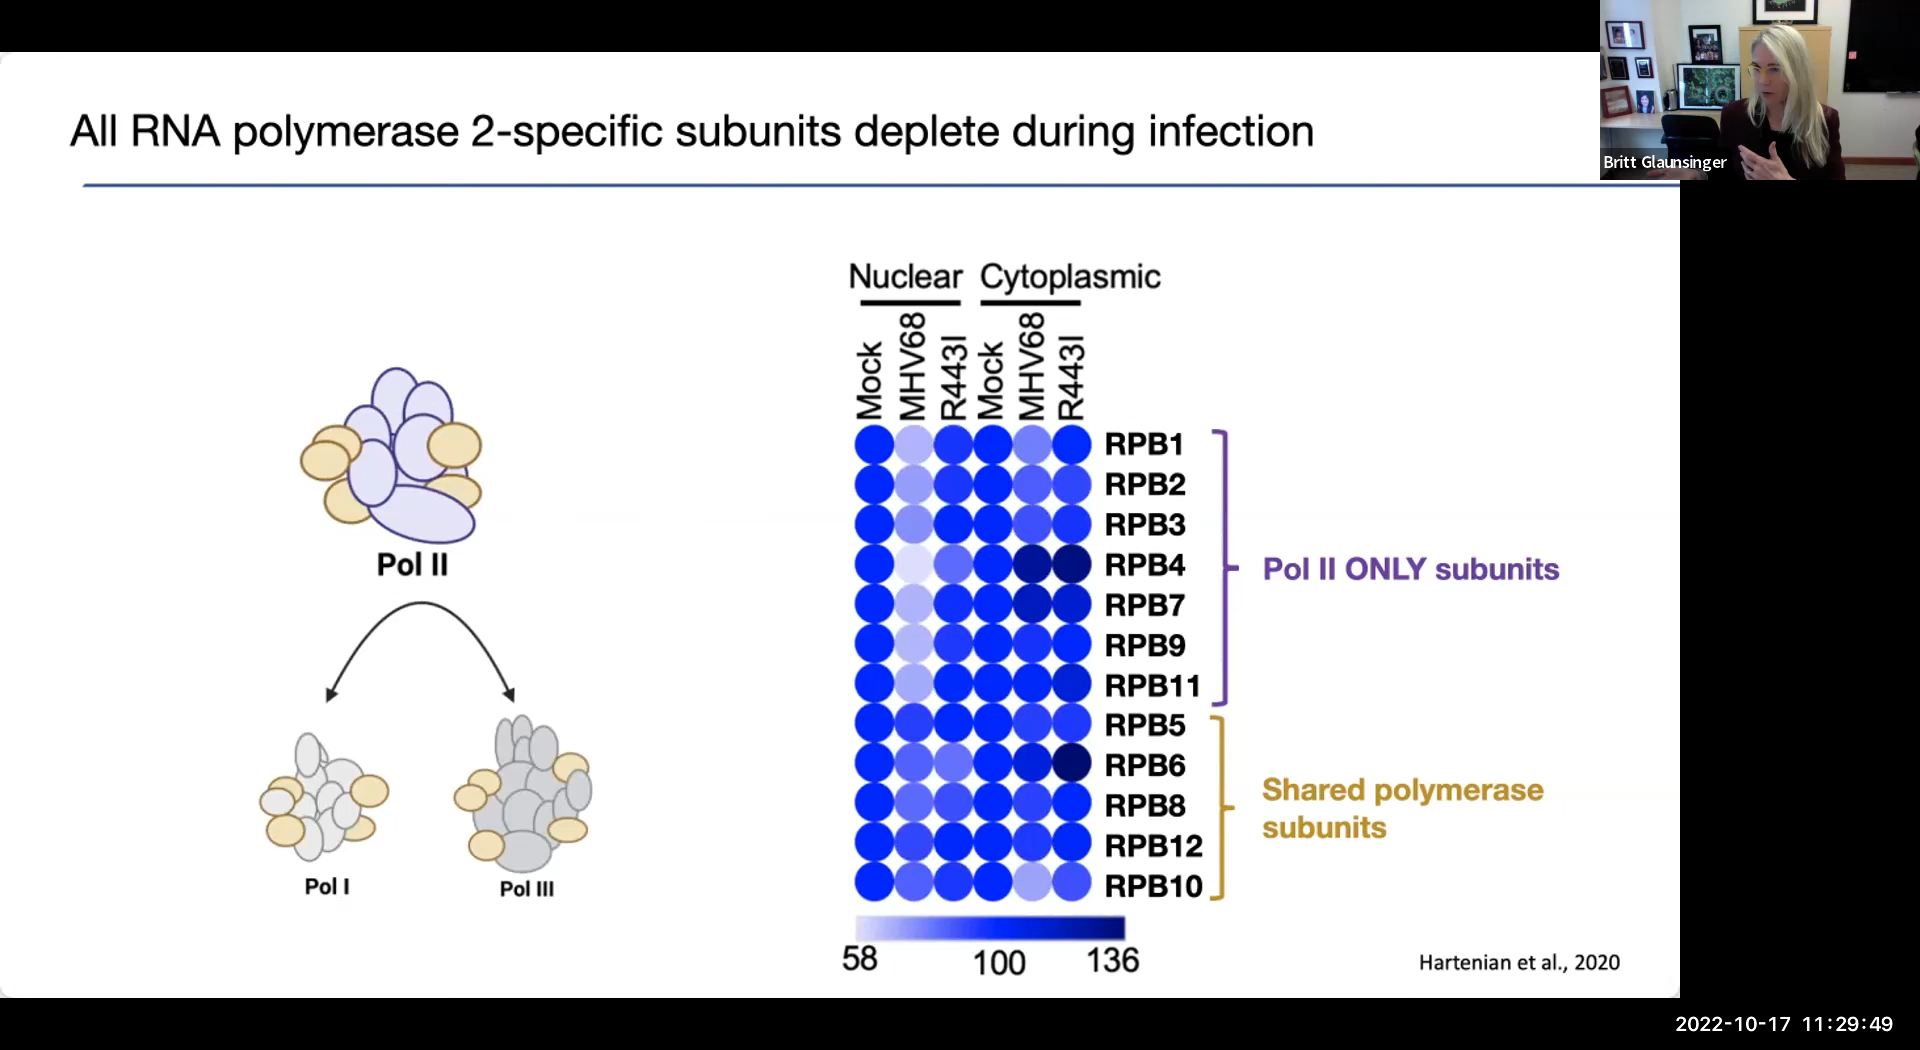 All RNA polymerase 2-specific subunits deplete during infection
Britt Glaunsinger
Nuclear Cytoplasmic
Mock MHV68 R443I Mock MHV68 R443I
RPB1
RPB2
RPB3
RPB4
RPB7
RPB9
RPB11
RPB5
RPB6
RPB8
RPB12
RPB10
Pol II ONLY subunits
Shared polymerase
subunits
58 100 136
Pol II
Pol I
Pol III
Hartenian et al., 2020
2022-10-17 11:29:49